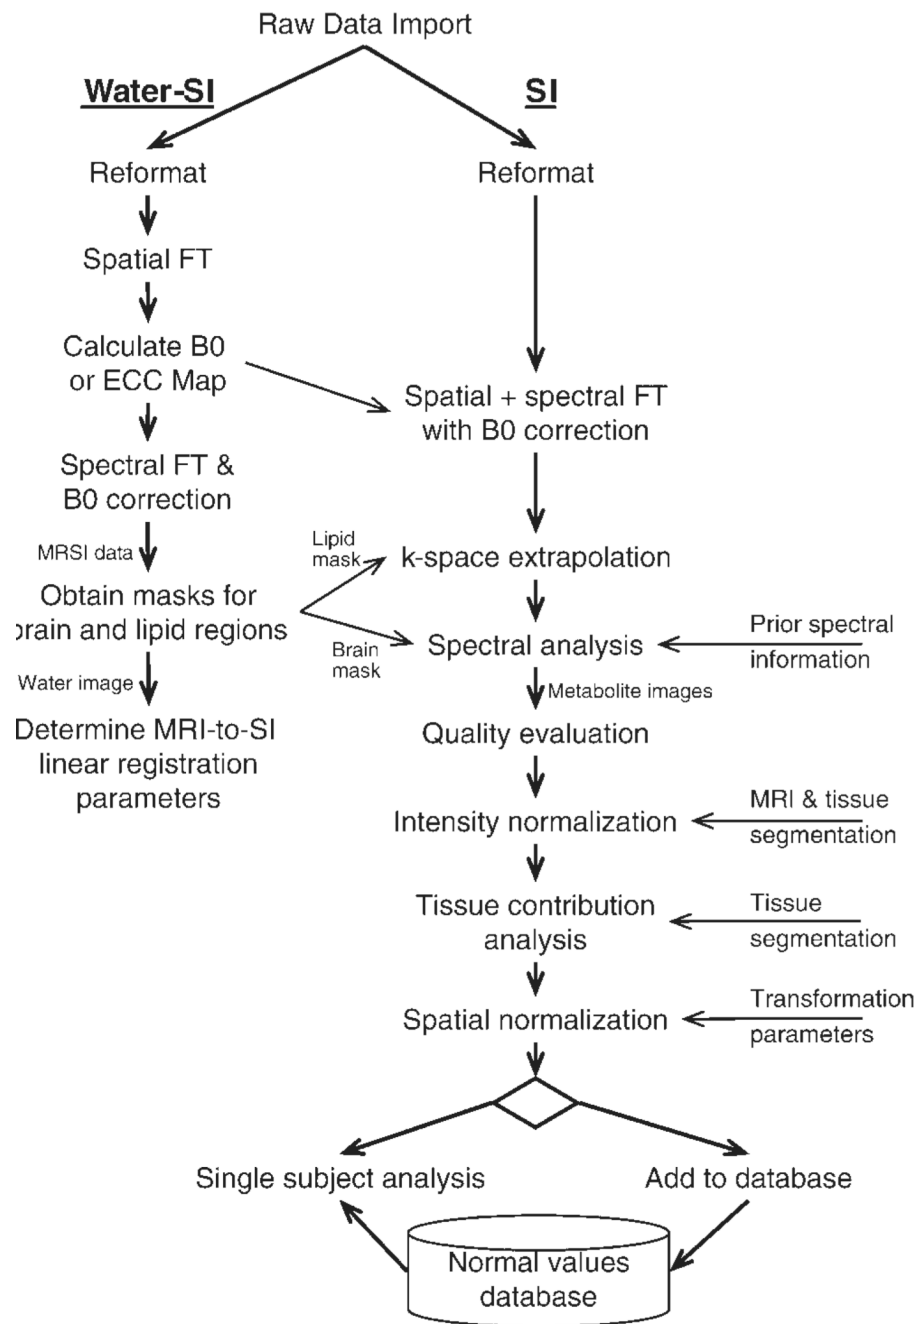 Raw Data Import
Water-SI
SI
Reformat
Reformat
Spatial FT
Calculate B0
or ECC Map
Spatial + spectral FT
with B0 correction
Spectral FT &
B0 correction
MRSI data
Lipid
mask
k-space extrapolation
Obtain masks for
brain and lipid regions
Brain
mask
Spectral analysis
Prior spectral
information
Water image
Metabolite images
Determine MRI-to-SI
linear registration
parameters
Quality evaluation
Intensity normalization
MRI & tissue
segmentation
Tissue contribution
analysis
Tissue
segmentation
Spatial normalization
Transformation
parameters
Single subject analysis
Add to database
Normal values
database